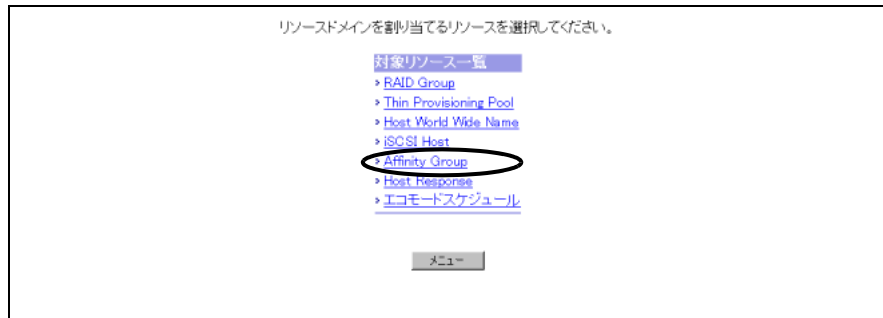 リソースドメインを割り当てるリソースを選択してください。
対象リソース一覧
> RAID Group
> Thin Provisioning Pool
> Host World Wide Name
> iSCSI Host
> Affinity Group
> Host Response
> エコモードスケジュール
メニュー